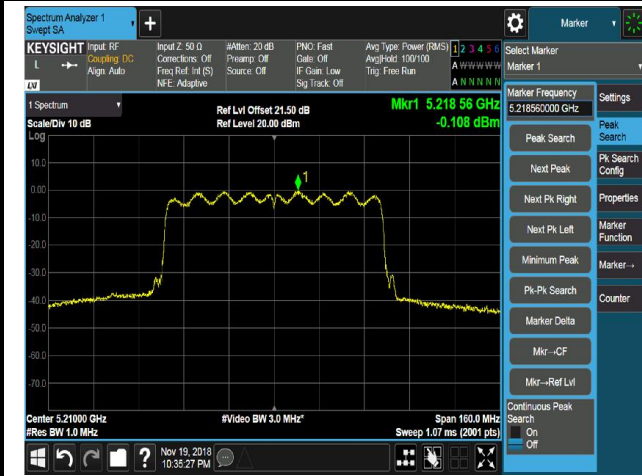 Spectrum Analyzer 1
Swept SA
+
Marker
KEYSIGHT
L
LXI
Input: RF
Coupling: DC
Align: Auto
Input Z: 50 Ω
Corrections: Off
Freq Ref: Int (S)
NFE: Adaptive
#Atten: 20 dB
Preamp: Off
Source: Off
PNO: Fast
Gate: Off
IF Gain: Low
Sig Track: Off
Avg Type: Power (RMS)
Avg|Hold: 100/100
Trig: Free Run
1 2 3 4 5 6
A W W W W W
A N N N N N
Select Marker
Marker 1
1 Spectrum
Scale/Div 10 dB
Log
Ref Lvl Offset 21.50 dB
Ref Level 20.00 dBm
Mkr1 5.218 56 GHz
-0.108 dBm
10.0
0.00
-10.0
-20.0
-30.0
-40.0
-50.0
-60.0
-70.0
1
Center 5.21000 GHz
#Res BW 1.0 MHz
#Video BW 3.0 MHz*
Span 160.0 MHz
Sweep 1.07 ms (2001 pts)
Marker Frequency
5.218560000 GHz
Peak Search
Next Peak
Next Pk Right
Next Pk Left
Minimum Peak
Pk-Pk Search
Marker Delta
Mkr→CF
Mkr→Ref Lvl
Continuous Peak
Search
On
Off
Settings
Peak
Search
Pk Search
Config
Properties
Marker
Function
Marker→
Counter
?
Nov 19, 2018
10:35:27 PM